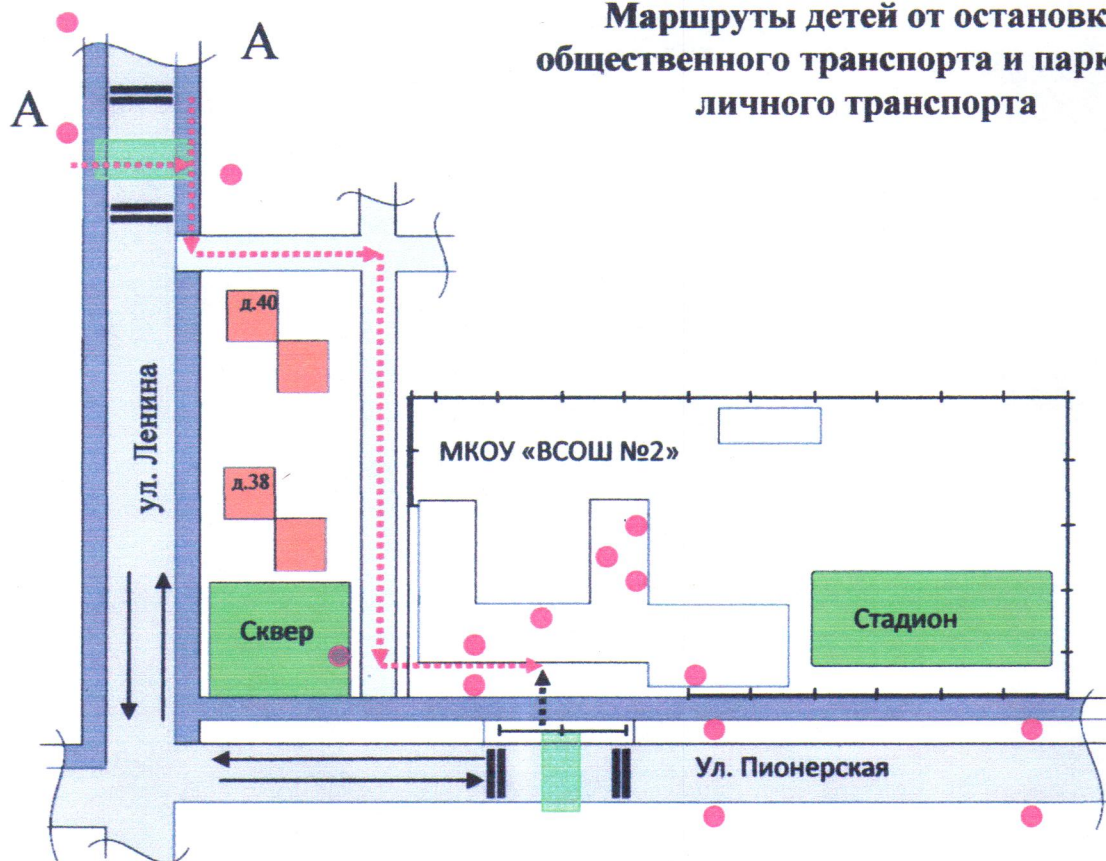 Маршруты детей от остановк
общественного транспорта и парк
личного транспорта
А
А
д.40
ул. Ленина
МКОУ «ВСОШ №2»
д.38
Сквер
Стадион
Ул. Пионерская